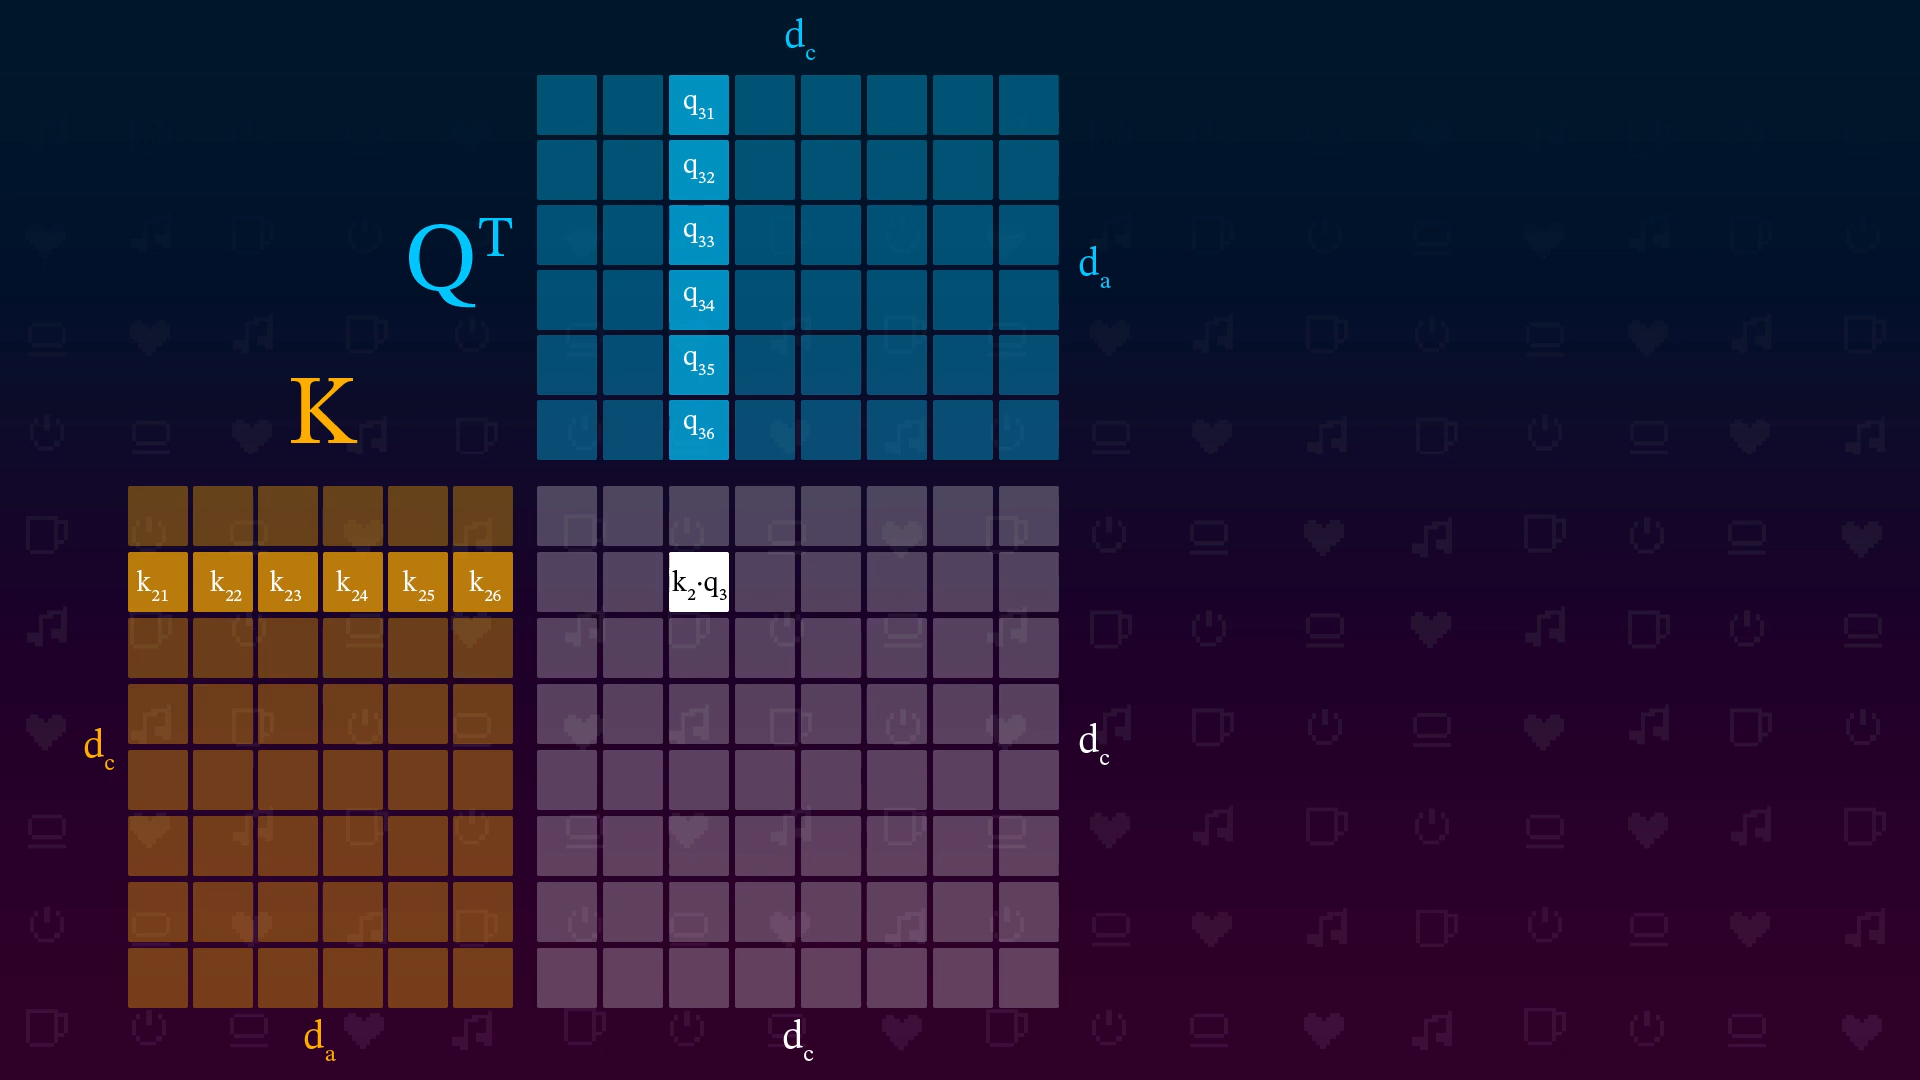 d_c
q_31
q_32
Q^T
q_33
d_a
q_34
q_35
K
q_36
k_21 k_22 k_23 k_24 k_25 k_26
k_2·q_3
d_c
d_c
d_a
d_c